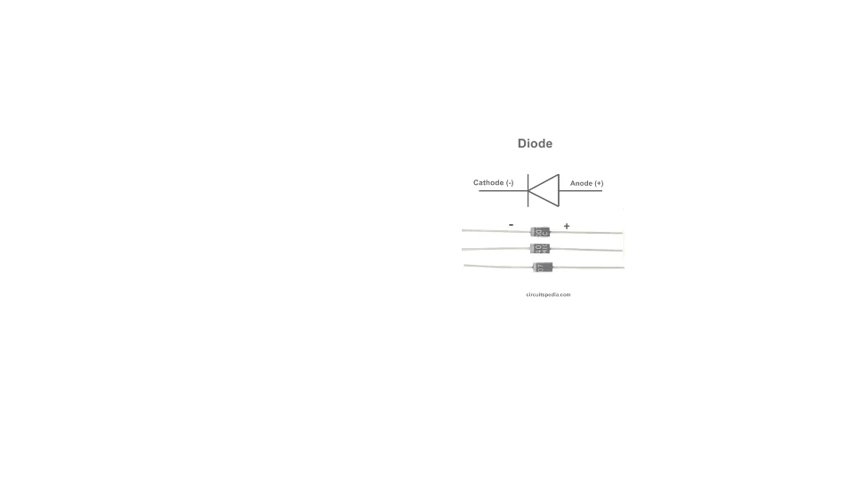 Diode
Cathode (-) Anode (+)
- +
circuitspedia.com